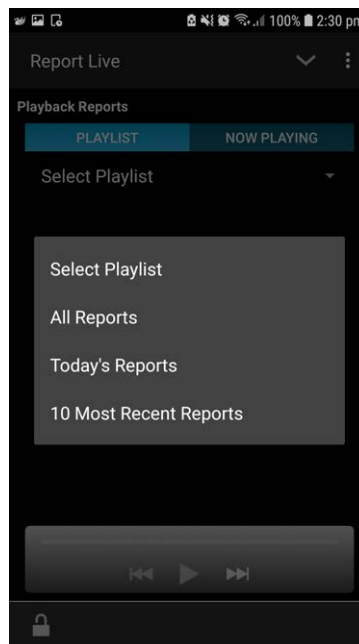 100% 2:30 pm
Report Live
Playback Reports
PLAYLIST NOW PLAYING
Select Playlist
Select Playlist
All Reports
Today's Reports
10 Most Recent Reports